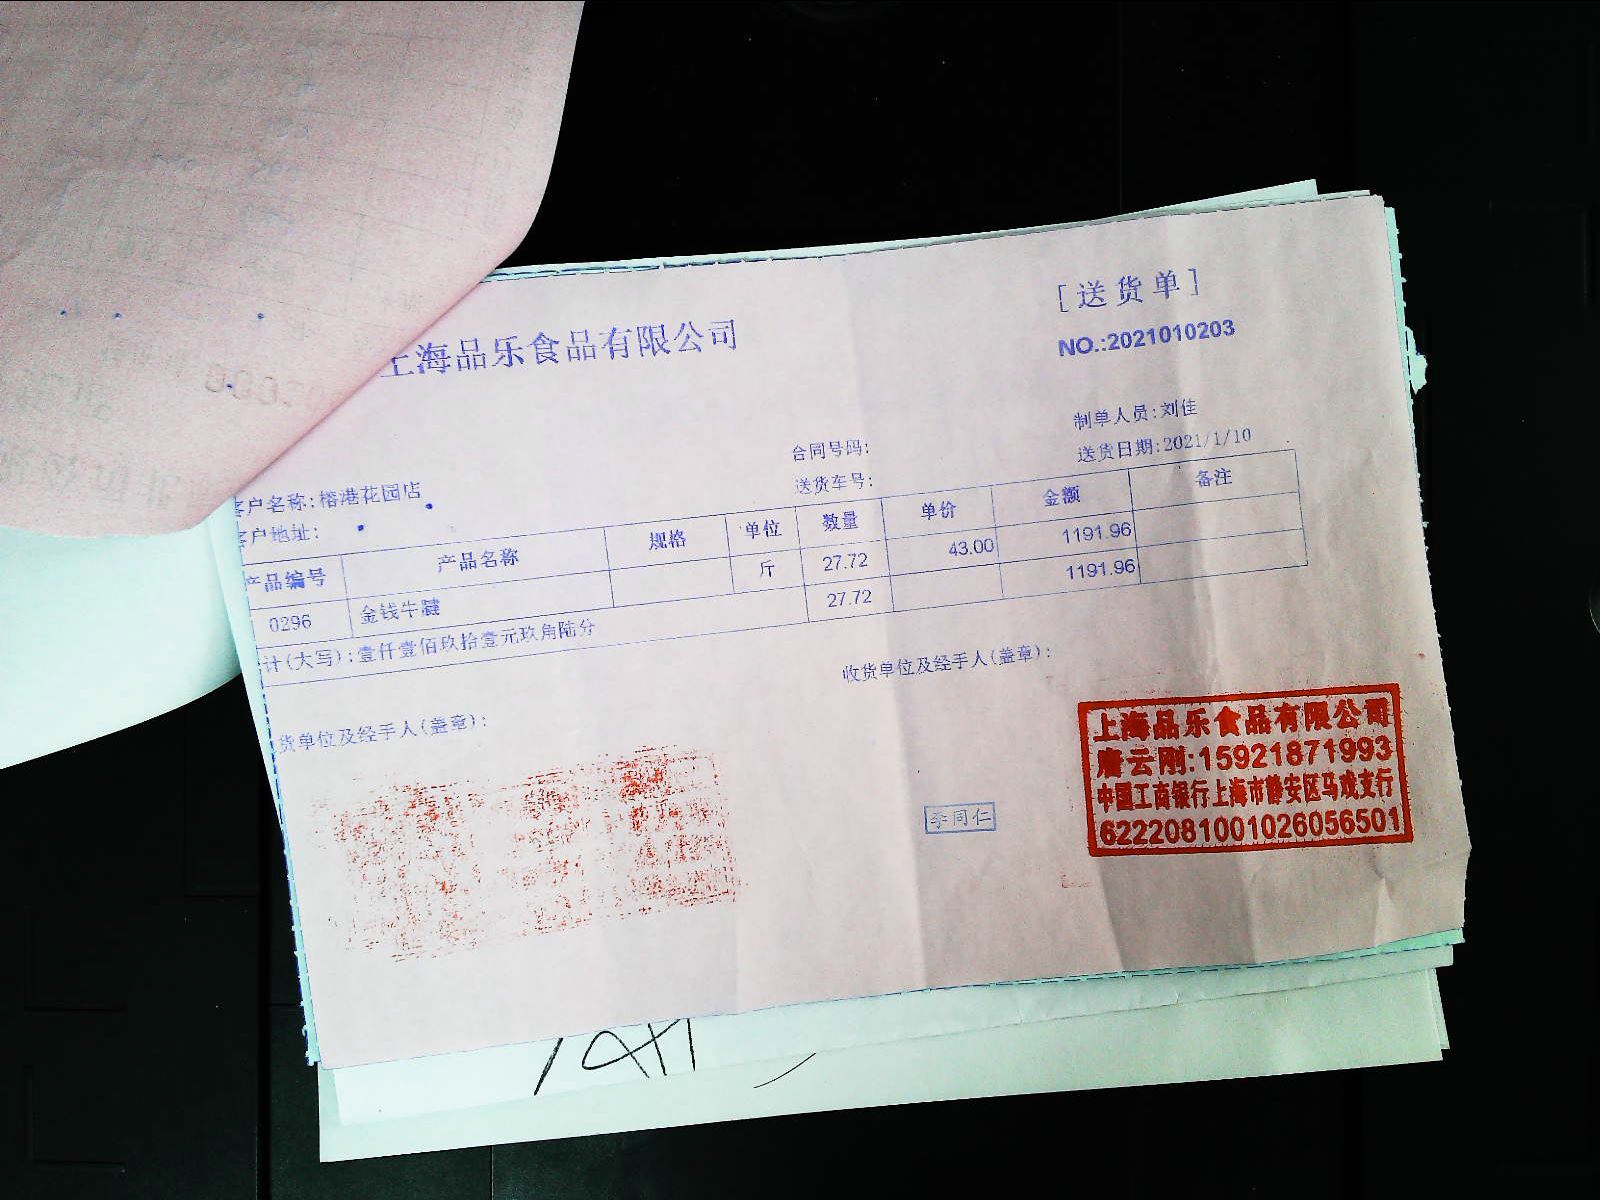 [送货单]
上海品乐食品有限公司
NO.:2021010203
制单人员:刘佳
合同号码:
送货日期:2021/1/10
客户名称:榕港花园店
送货车号:
客户地址:
产品编号 产品名称 规格 单位 数量 单价 金额 备注
0296 金钱牛腱 斤 27.72 43.00 1191.96
计(大写):壹仟壹佰玖拾壹元玖角陆分 27.72 1191.96
货单位及经手人(盖章):
收货单位及经手人(盖章):
李同仁
上海品乐食品有限公司
唐云刚:15921871993
中国工商银行上海市静安区马戏支行
6222081001026056501